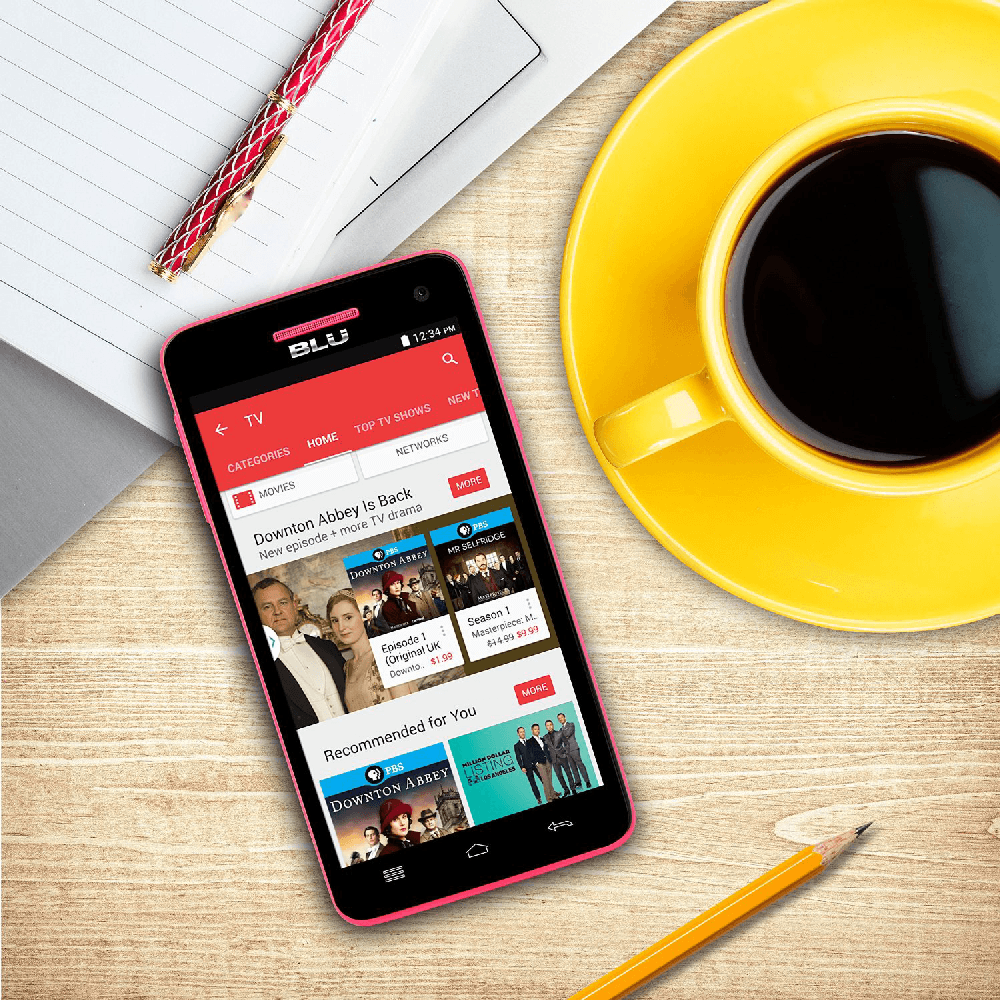 BLU
12:34 PM
TV
CATEGORIES HOME TOP TV SHOWS NEW T
MOVIES
NETWORKS
Downton Abbey Is Back
New episode + more TV drama
MORE
PBS
DOWNTON ABBEY
Episode 1
(Original UK
Downto.. $1.99
PBS
MR SELFRIDGE
Season 1
Masterpiece: M..
$14.99 $9.99
Recommended for You
MORE
PBS
DOWNTON ABBEY
MILLION DOLLAR
LISTING
LOS ANGELES